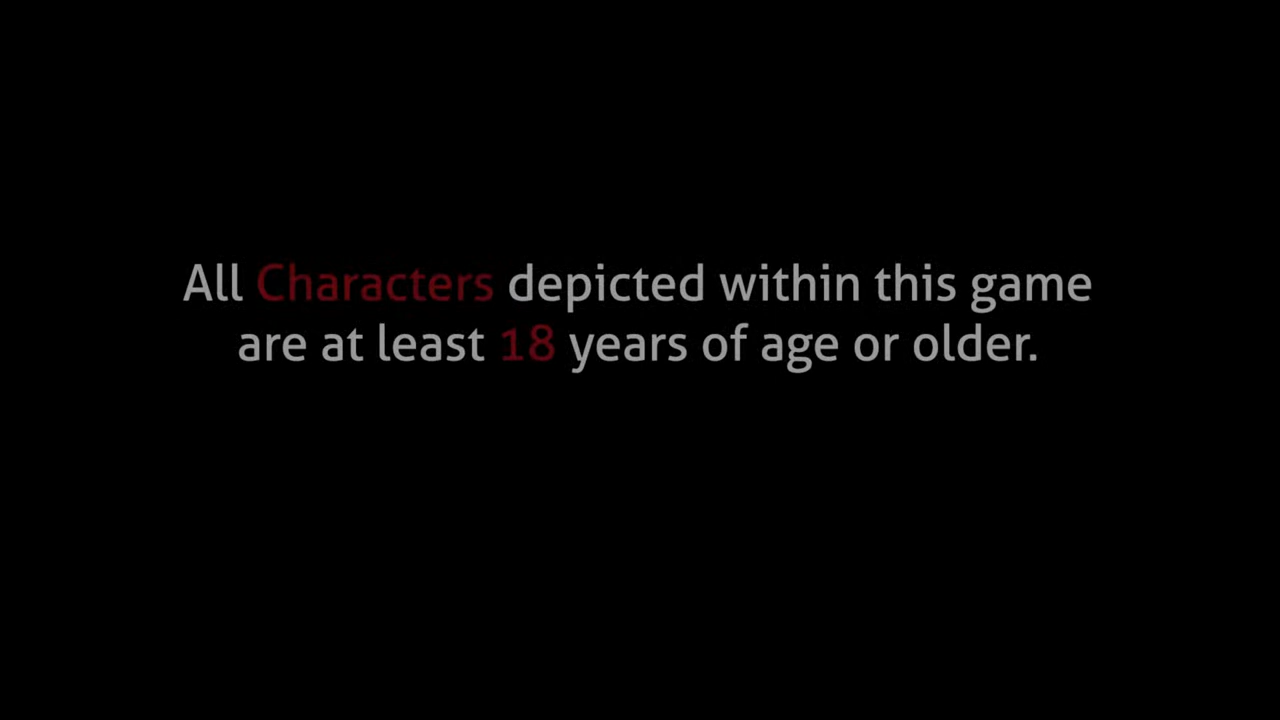 All Characters depicted within this game
are at least 18 years of age or older.